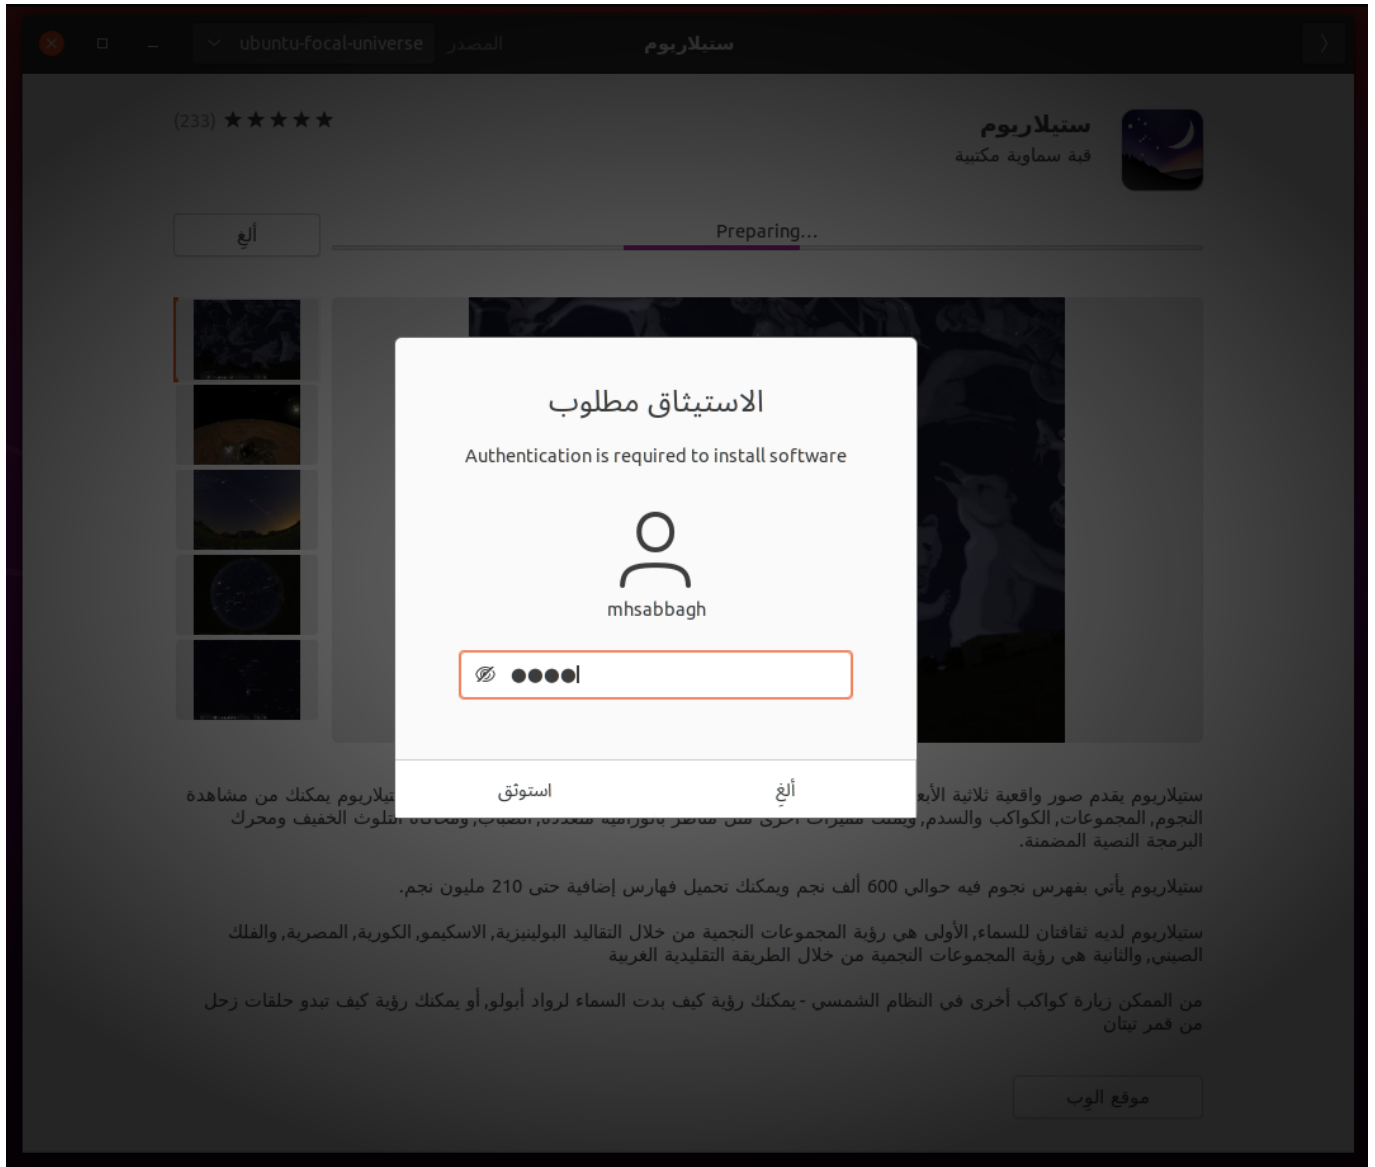 ستيلاريوم
المصدر ubuntu-focal-universe
ستيلاريوم
قبة سماوية مكتبية
(233) ★★★★★
Preparing...
ألغِ
الاستيثاق مطلوب
Authentication is required to install software
mhsabbagh
ألغِ
استوثق
ستيلاريوم يقدم صور واقعية ثلاثية يمكنك من مشاهدة
النجوم, المجموعات, الكواكب والسدم, التلوث الخفيف ومحرك
البرمجة النصية المضمنة.
ستيلاريوم يأتي بفهرس نجوم فيه حوالي 600 ألف نجم ويمكنك تحميل فهارس إضافية حتى 210 مليون نجم.
ستيلاريوم لديه ثقافتان للسماء, الأولى هي رؤية المجموعات النجمية من خلال التقاليد البولينيزية, الاسكيمو, الكورية, المصرية, والفلك
الصيني, والثانية هي رؤية المجموعات النجمية من خلال الطريقة التقليدية الغربية
من الممكن زيارة كواكب أخرى في النظام الشمسي - يمكنك رؤية كيف بدت السماء لرواد أبولو, أو يمكنك رؤية كيف تبدو حلقات زحل
من قمر تيتان
موقع الوِب